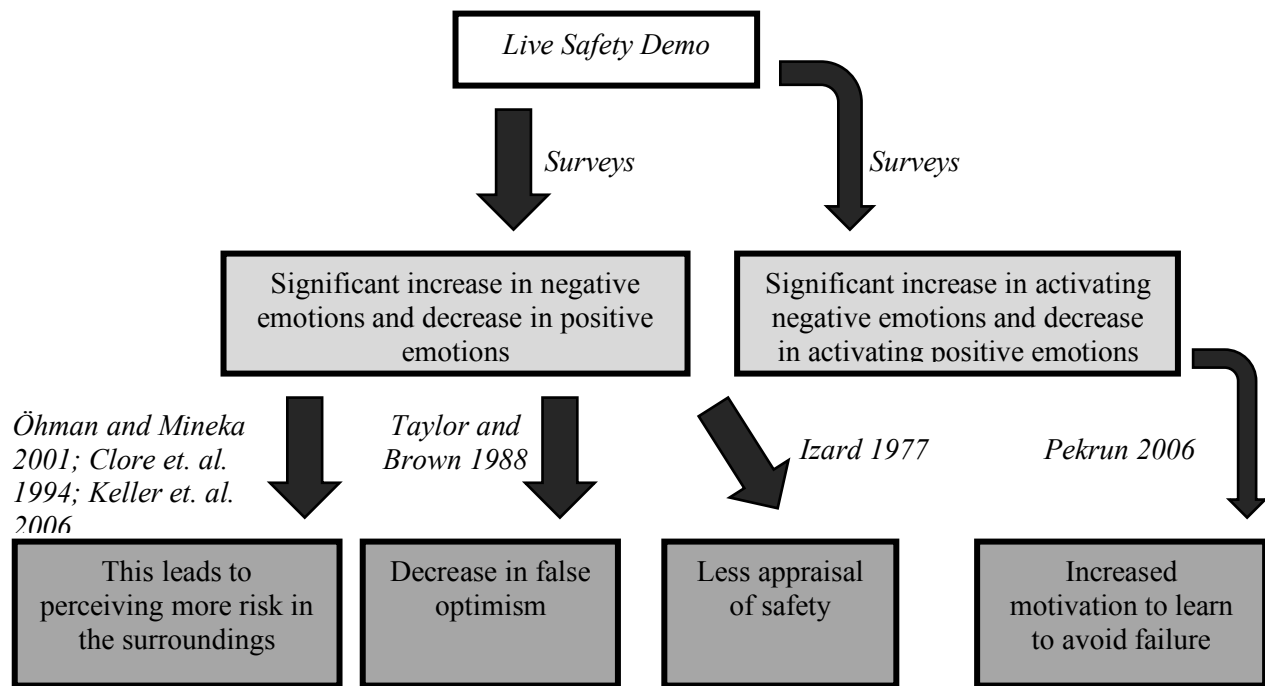 Live Safety Demo
Surveys
Surveys
Significant increase in negative
emotions and decrease in positive
emotions
Significant increase in activating
negative emotions and decrease
in activating positive emotions
Öhman and Mineka
2001; Clore et. al.
1994; Keller et. al.
2006
Taylor and
Brown 1988
Izard 1977
Pekrun 2006
This leads to
perceiving more risk in
the surroundings
Decrease in false
optimism
Less appraisal
of safety
Increased
motivation to learn
to avoid failure